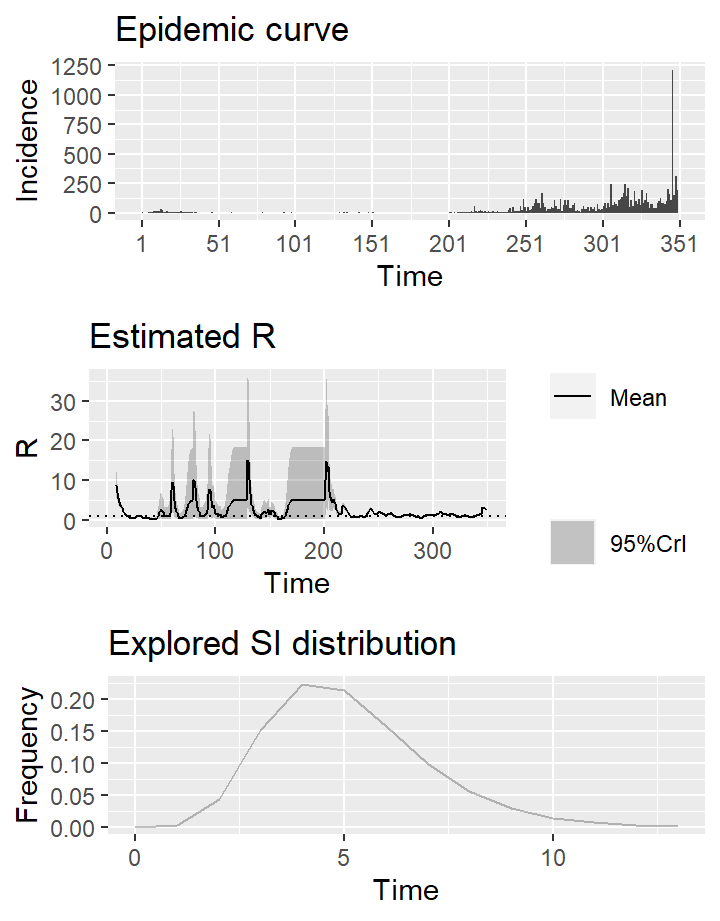 Epidemic curve
1250
1000
750
500
250
0
Incidence
1 51 101 151 201 251 301 351
Time
Estimated R
30
20
10
0
R
0 100 200 300
Time
Mean
95%CrI
Explored SI distribution
0.20
0.15
0.10
0.05
0.00
Frequency
0 5 10
Time